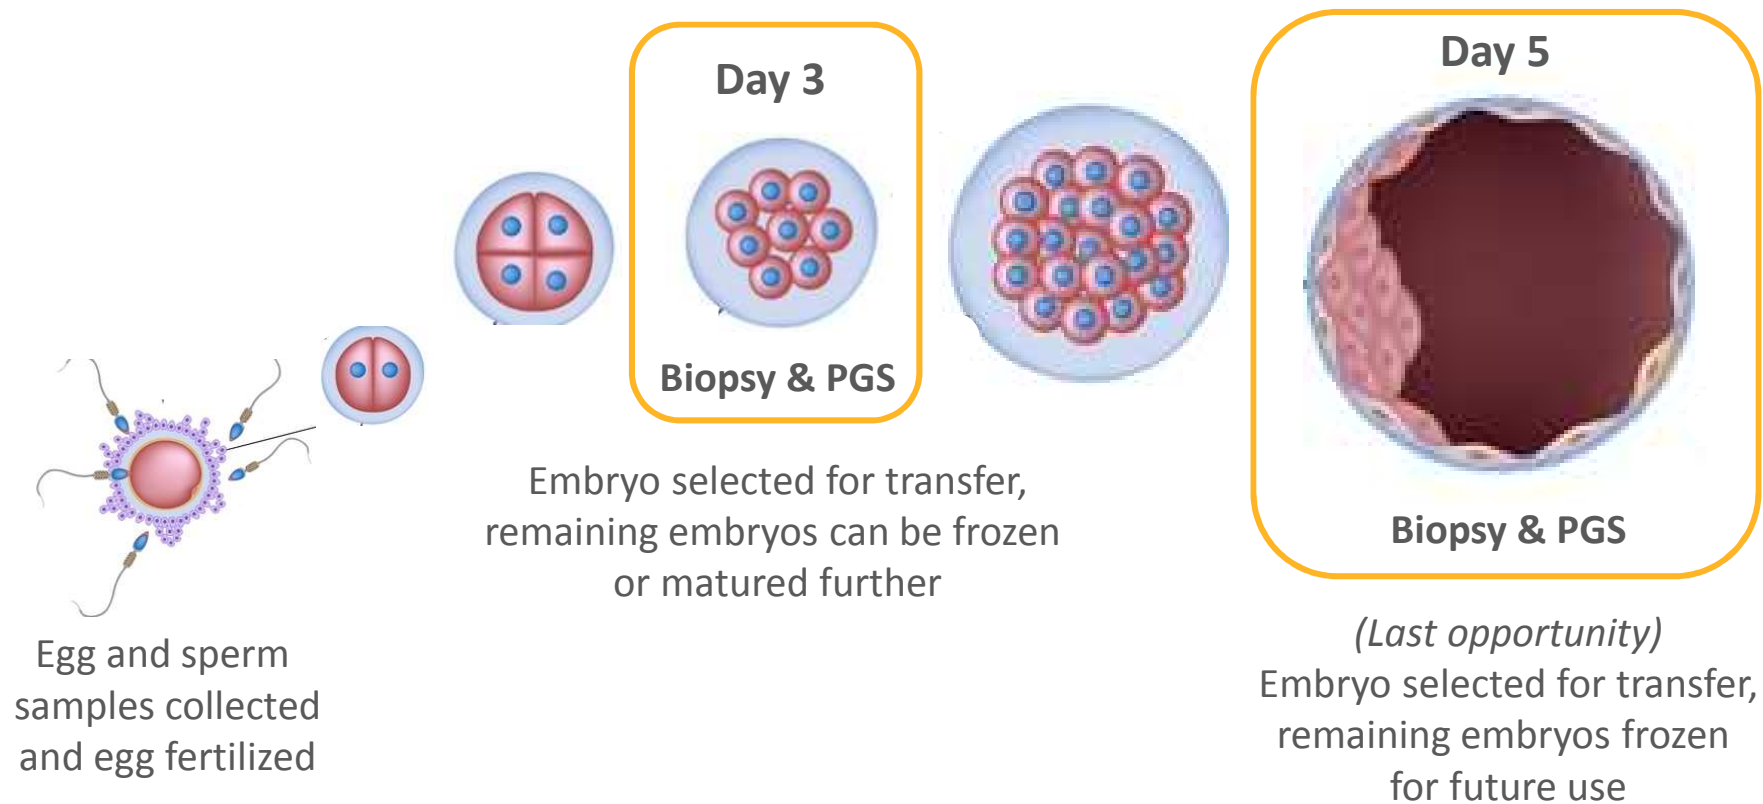 Egg and sperm
samples collected
and egg fertilized
Day 3
Biopsy & PGS
Embryo selected for transfer,
remaining embryos can be frozen
or matured further
Day 5
Biopsy & PGS
(Last opportunity)
Embryo selected for transfer,
remaining embryos frozen
for future use